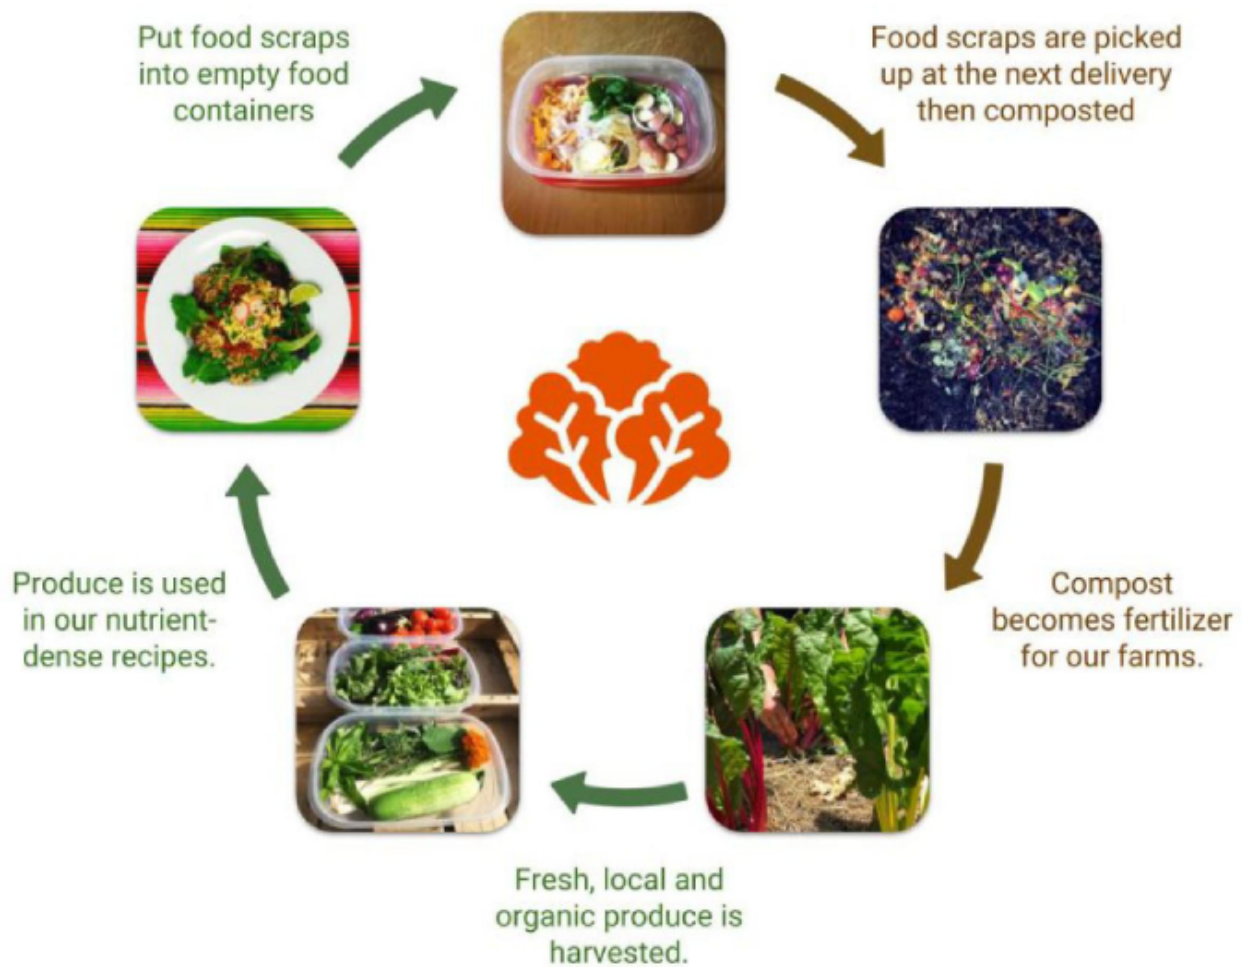 Put food scraps
into empty food
containers
Food scraps are picked
up at the next delivery
then composted
Compost
becomes fertilizer
for our farms.
Fresh, local and
organic produce is
harvested.
Produce is used
in our nutrient-
dense recipes.